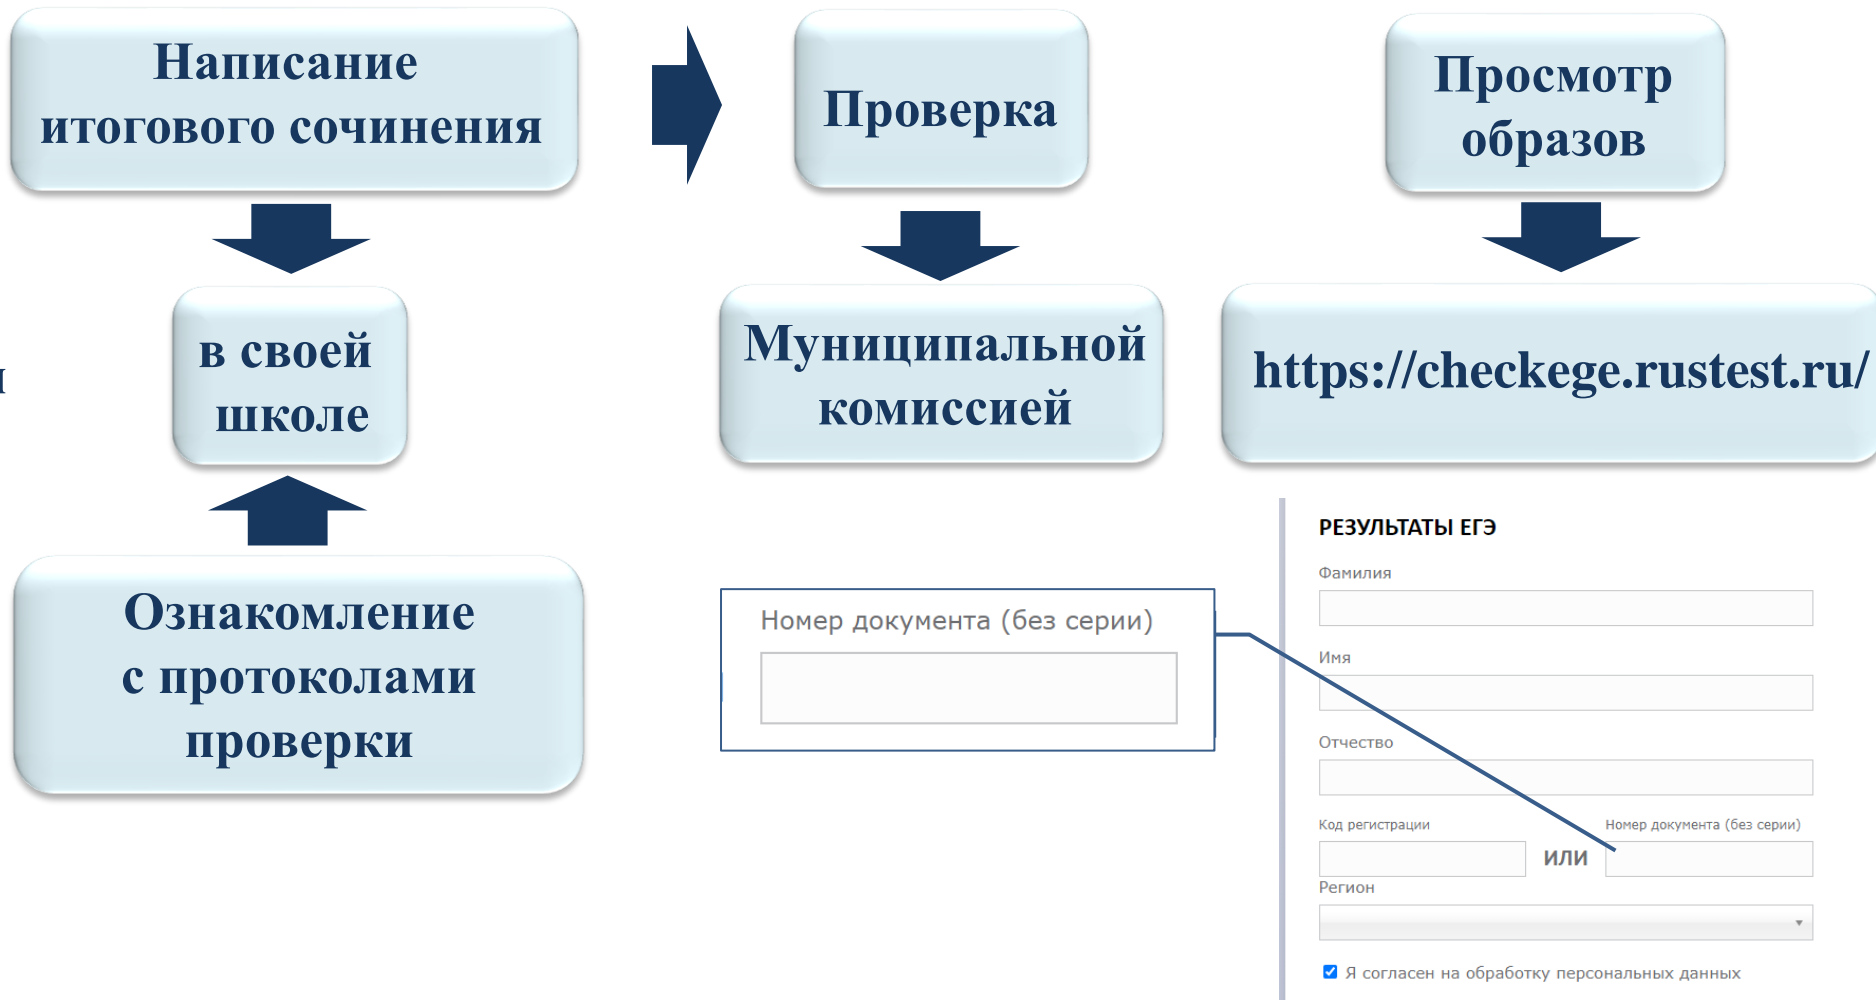 Написание
итогового сочинения
Проверка
Просмотр
образов
в своей
школе
Муниципальной
комиссией
https://checkege.rustest.ru/
Ознакомление
с протоколами
проверки
Номер документа (без серии)
РЕЗУЛЬТАТЫ ЕГЭ
Фамилия
Имя
Отчество
Код регистрации
Номер документа (без серии)
ИЛИ
Регион
Я согласен на обработку персональных данных